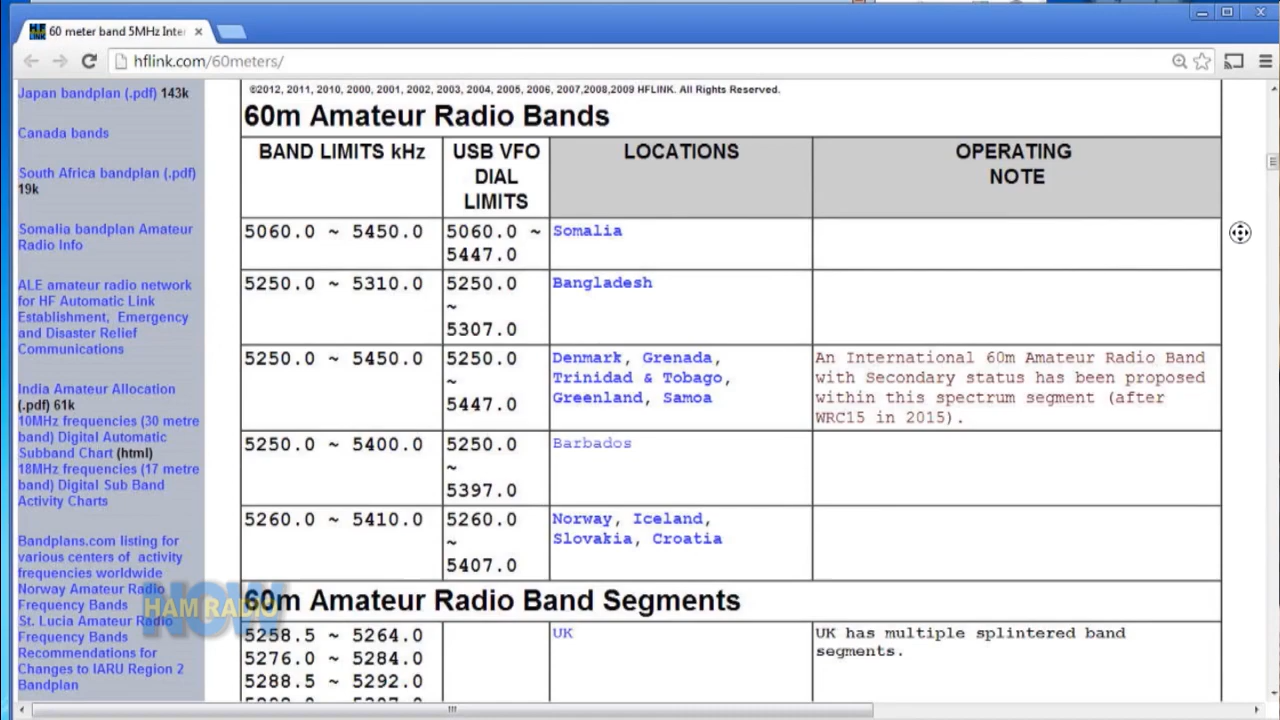 60 meter band 5MHz Inter
hflink.com/60meters/
Japan bandplan (.pdf) 143k
Canada bands
South Africa bandplan (.pdf)
19k
Somalia bandplan Amateur
Radio Info
ALE amateur radio network
for HF Automatic Link
Establishment, Emergency
and Disaster Relief
Communications
India Amateur Allocation
(.pdf) 61k
10MHz frequencies (30 metre
band) Digital Automatic
Subband Chart (html)
18MHz frequencies (17 metre
band) Digital Sub Band
Activity Charts
Bandplans.com listing for
various centers of activity
frequencies worldwide
Norway Amateur Radio
Frequency Bands
St. Lucia Amateur Radio
Frequency Bands
Recommendations for
Changes to IARU Region 2
Bandplan
©2012, 2011, 2010, 2000, 2001, 2002, 2003, 2004, 2005, 2006, 2007,2008,2009 HFLINK. All Rights Reserved.
60m Amateur Radio Bands
BAND LIMITS kHz
USB VFO
DIAL
LIMITS
LOCATIONS
OPERATING
NOTE
5060.0 ~ 5450.0
5060.0 ~
5447.0
Somalia
5250.0 ~ 5310.0
5250.0
~
5307.0
Bangladesh
5250.0 ~ 5450.0
5250.0
~
5447.0
Denmark, Grenada,
Trinidad & Tobago,
Greenland, Samoa
An International 60m Amateur Radio Band
with Secondary status has been proposed
within this spectrum segment (after
WRC15 in 2015).
5250.0 ~ 5400.0
5250.0
~
5397.0
Barbados
5260.0 ~ 5410.0
5260.0
~
5407.0
Norway, Iceland,
Slovakia, Croatia
60m Amateur Radio Band Segments
5258.5 ~ 5264.0
5276.0 ~ 5284.0
5288.5 ~ 5292.0
UK
UK has multiple splintered band
segments.
HAM RADIO
NOW